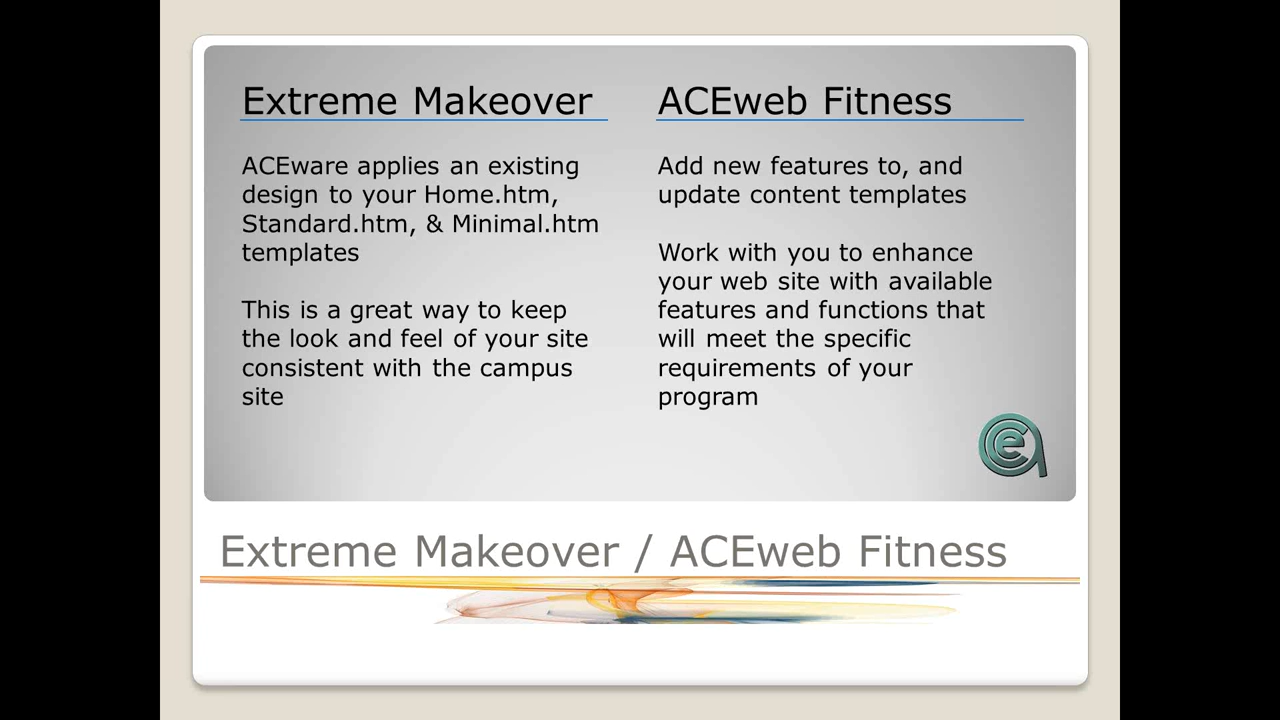 Extreme Makeover
ACEware applies an existing
design to your Home.htm,
Standard.htm, & Minimal.htm
templates
This is a great way to keep
the look and feel of your site
consistent with the campus
site
ACEweb Fitness
Add new features to, and
update content templates
Work with you to enhance
your web site with available
features and functions that
will meet the specific
requirements of your
program
Extreme Makeover / ACEweb Fitness